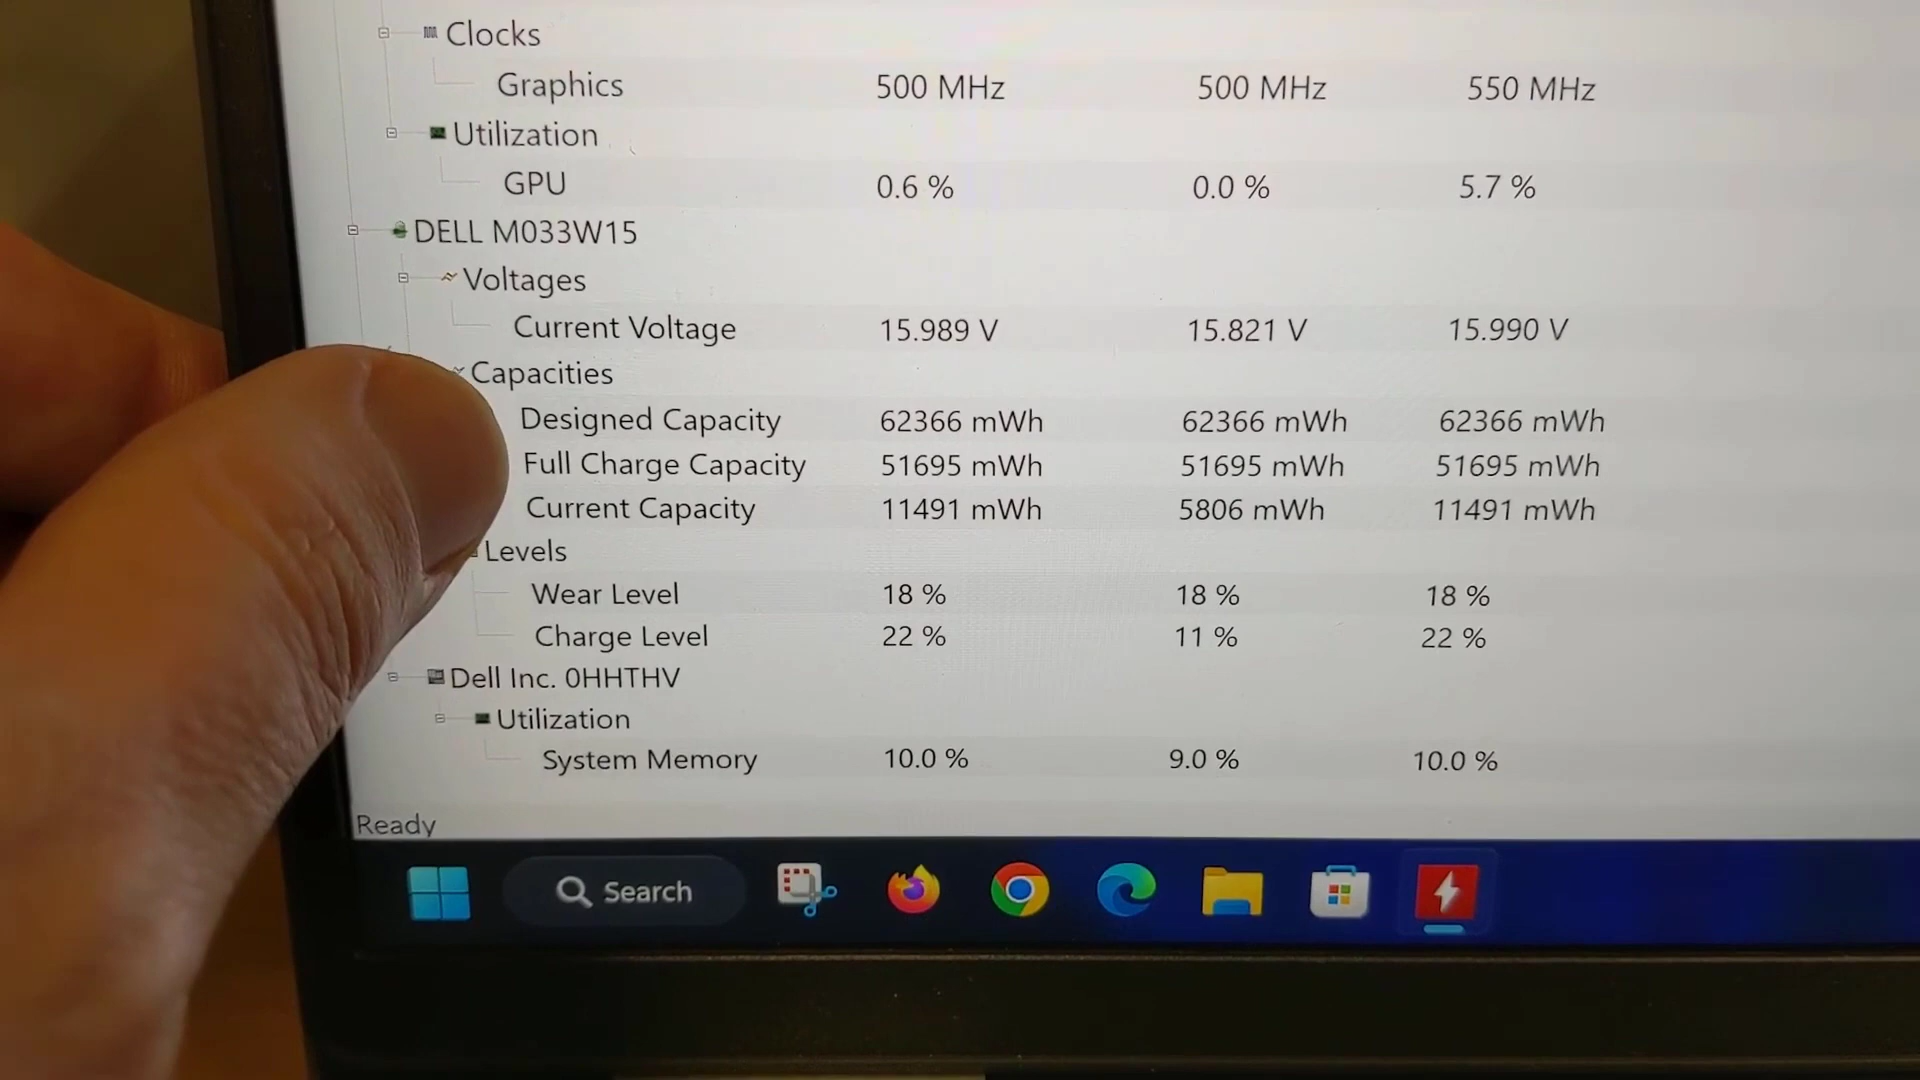 Clocks
Graphics 500 MHz 500 MHz 550 MHz
Utilization
GPU 0.6 % 0.0 % 5.7 %
DELL M033W15
Voltages
Current Voltage 15.989 V 15.821 V 15.990 V
Capacities
Designed Capacity 62366 mWh 62366 mWh 62366 mWh
Full Charge Capacity 51695 mWh 51695 mWh 51695 mWh
Current Capacity 11491 mWh 5806 mWh 11491 mWh
Levels
Wear Level 18 % 18 % 18 %
Charge Level 22 % 11 % 22 %
Dell Inc. 0HHTHV
Utilization
System Memory 10.0 % 9.0 % 10.0 %
Ready
Search